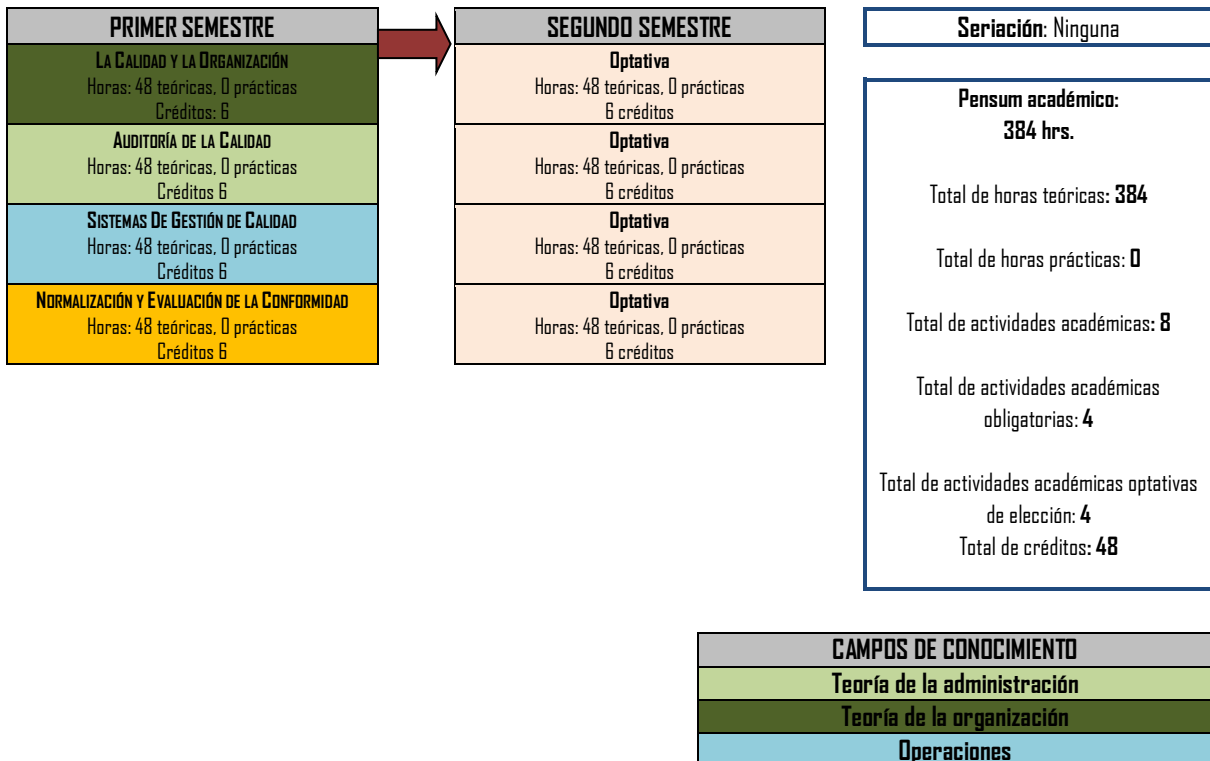 PRIMER SEMESTRE
LA CALIDAD Y LA ORGANIZACIÓN
Horas: 48 teóricas, 0 prácticas
Créditos: 6
AUDITORÍA DE LA CALIDAD
Horas: 48 teóricas, 0 prácticas
Créditos 6
SISTEMAS DE GESTIÓN DE CALIDAD
Horas: 48 teóricas, 0 prácticas
Créditos 6
NORMALIZACIÓN Y EVALUACIÓN DE LA CONFORMIDAD
Horas: 48 teóricas, 0 prácticas
Créditos 6
SEGUNDO SEMESTRE
Optativa
Horas: 48 teóricas, 0 prácticas
6 créditos
Optativa
Horas: 48 teóricas, 0 prácticas
6 créditos
Optativa
Horas: 48 teóricas, 0 prácticas
6 créditos
Optativa
Horas: 48 teóricas, 0 prácticas
6 créditos
Seriación: Ninguna
Pensum académico:
384 hrs.
Total de horas teóricas: 384
Total de horas prácticas: 0
Total de actividades académicas: 8
Total de actividades académicas
obligatorias: 4
Total de actividades académicas optativas
de elección: 4
Total de créditos: 48
CAMPOS DE CONOCIMIENTO
Teoría de la administración
Teoría de la organización
Operaciones